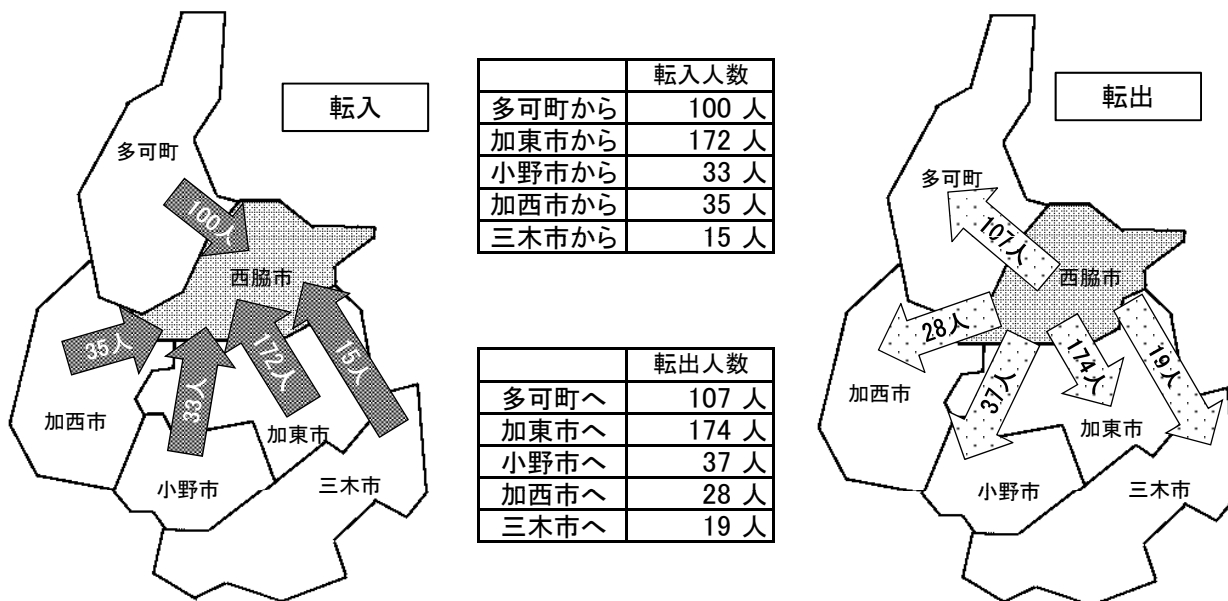 転入
多可町
100人
西脇市
35人
33人
172人
15人
加西市
加東市
小野市
三木市
転入人数
多可町から 100 人
加東市から 172 人
小野市から 33 人
加西市から 35 人
三木市から 15 人
転出人数
多可町へ 107 人
加東市へ 174 人
小野市へ 37 人
加西市へ 28 人
三木市へ 19 人
転出
多可町
107人
西脇市
28人
37人
174人
19人
加西市
加東市
小野市
三木市